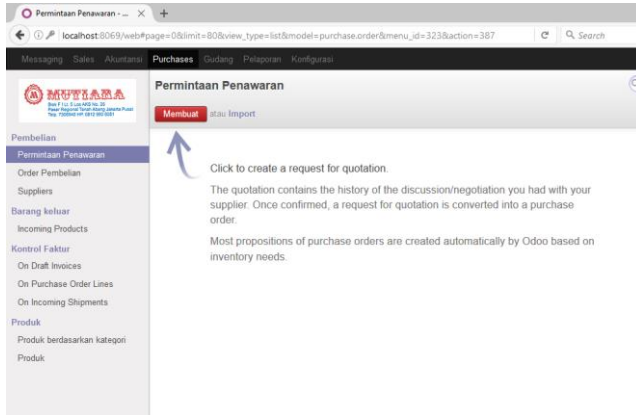 Permintaan Penawaran - ...
localhost:8069/web#page=0&limit=80&view_type=list&model=purchase.order&menu_id=323&action=387
Search
Messaging Sales Akuntansi Purchases Gudang Pelaporan Konfigurasi
MUTIARA
Permintaan Penawaran
Membuat atau Import
Pembelian
Permintaan Penawaran
Order Pembelian
Suppliers
Barang keluar
Incoming Products
Kontrol Faktur
On Draft Invoices
On Purchase Order Lines
On Incoming Shipments
Produk
Produk berdasarkan kategori
Produk
Click to create a request for quotation.
The quotation contains the history of the discussion/negotiation you had with your
supplier. Once confirmed, a request for quotation is converted into a purchase
order.
Most propositions of purchase orders are created automatically by Odoo based on
inventory needs.